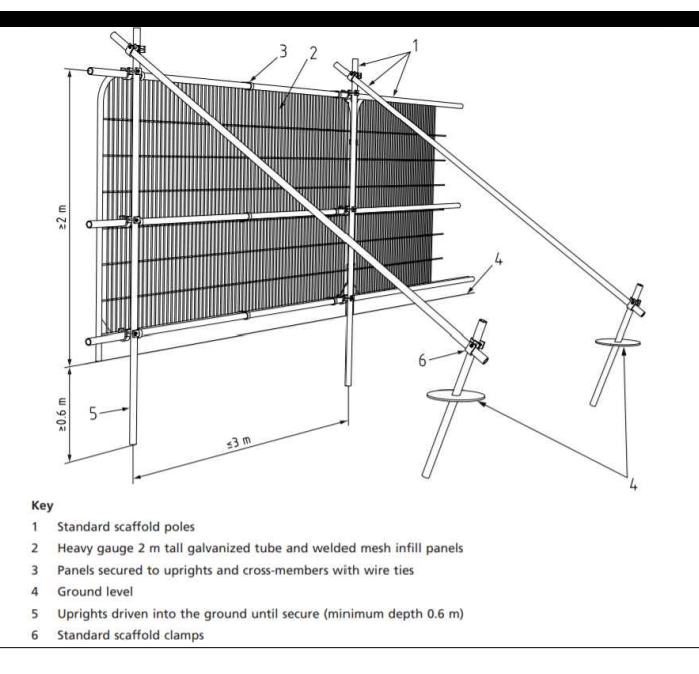 3
2
1
≥2 m
4
6
≥0.6 m
5
≤3 m
4
Key
1 Standard scaffold poles
2 Heavy gauge 2 m tall galvanized tube and welded mesh infill panels
3 Panels secured to uprights and cross-members with wire ties
4 Ground level
5 Uprights driven into the ground until secure (minimum depth 0.6 m)
6 Standard scaffold clamps